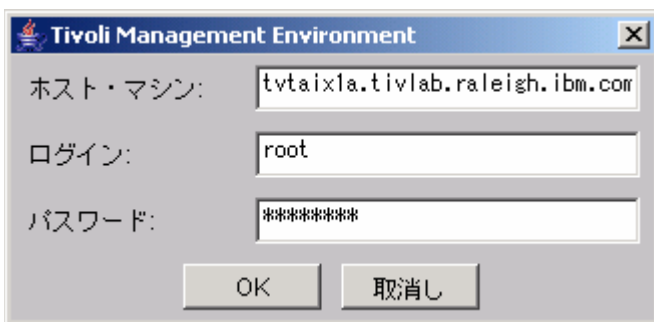 Tivoli Management Environment
ホスト・マシン: tvtaix1a.tivlab.raleigh.ibm.com
ログイン: root
パスワード: ********
OK 取消し